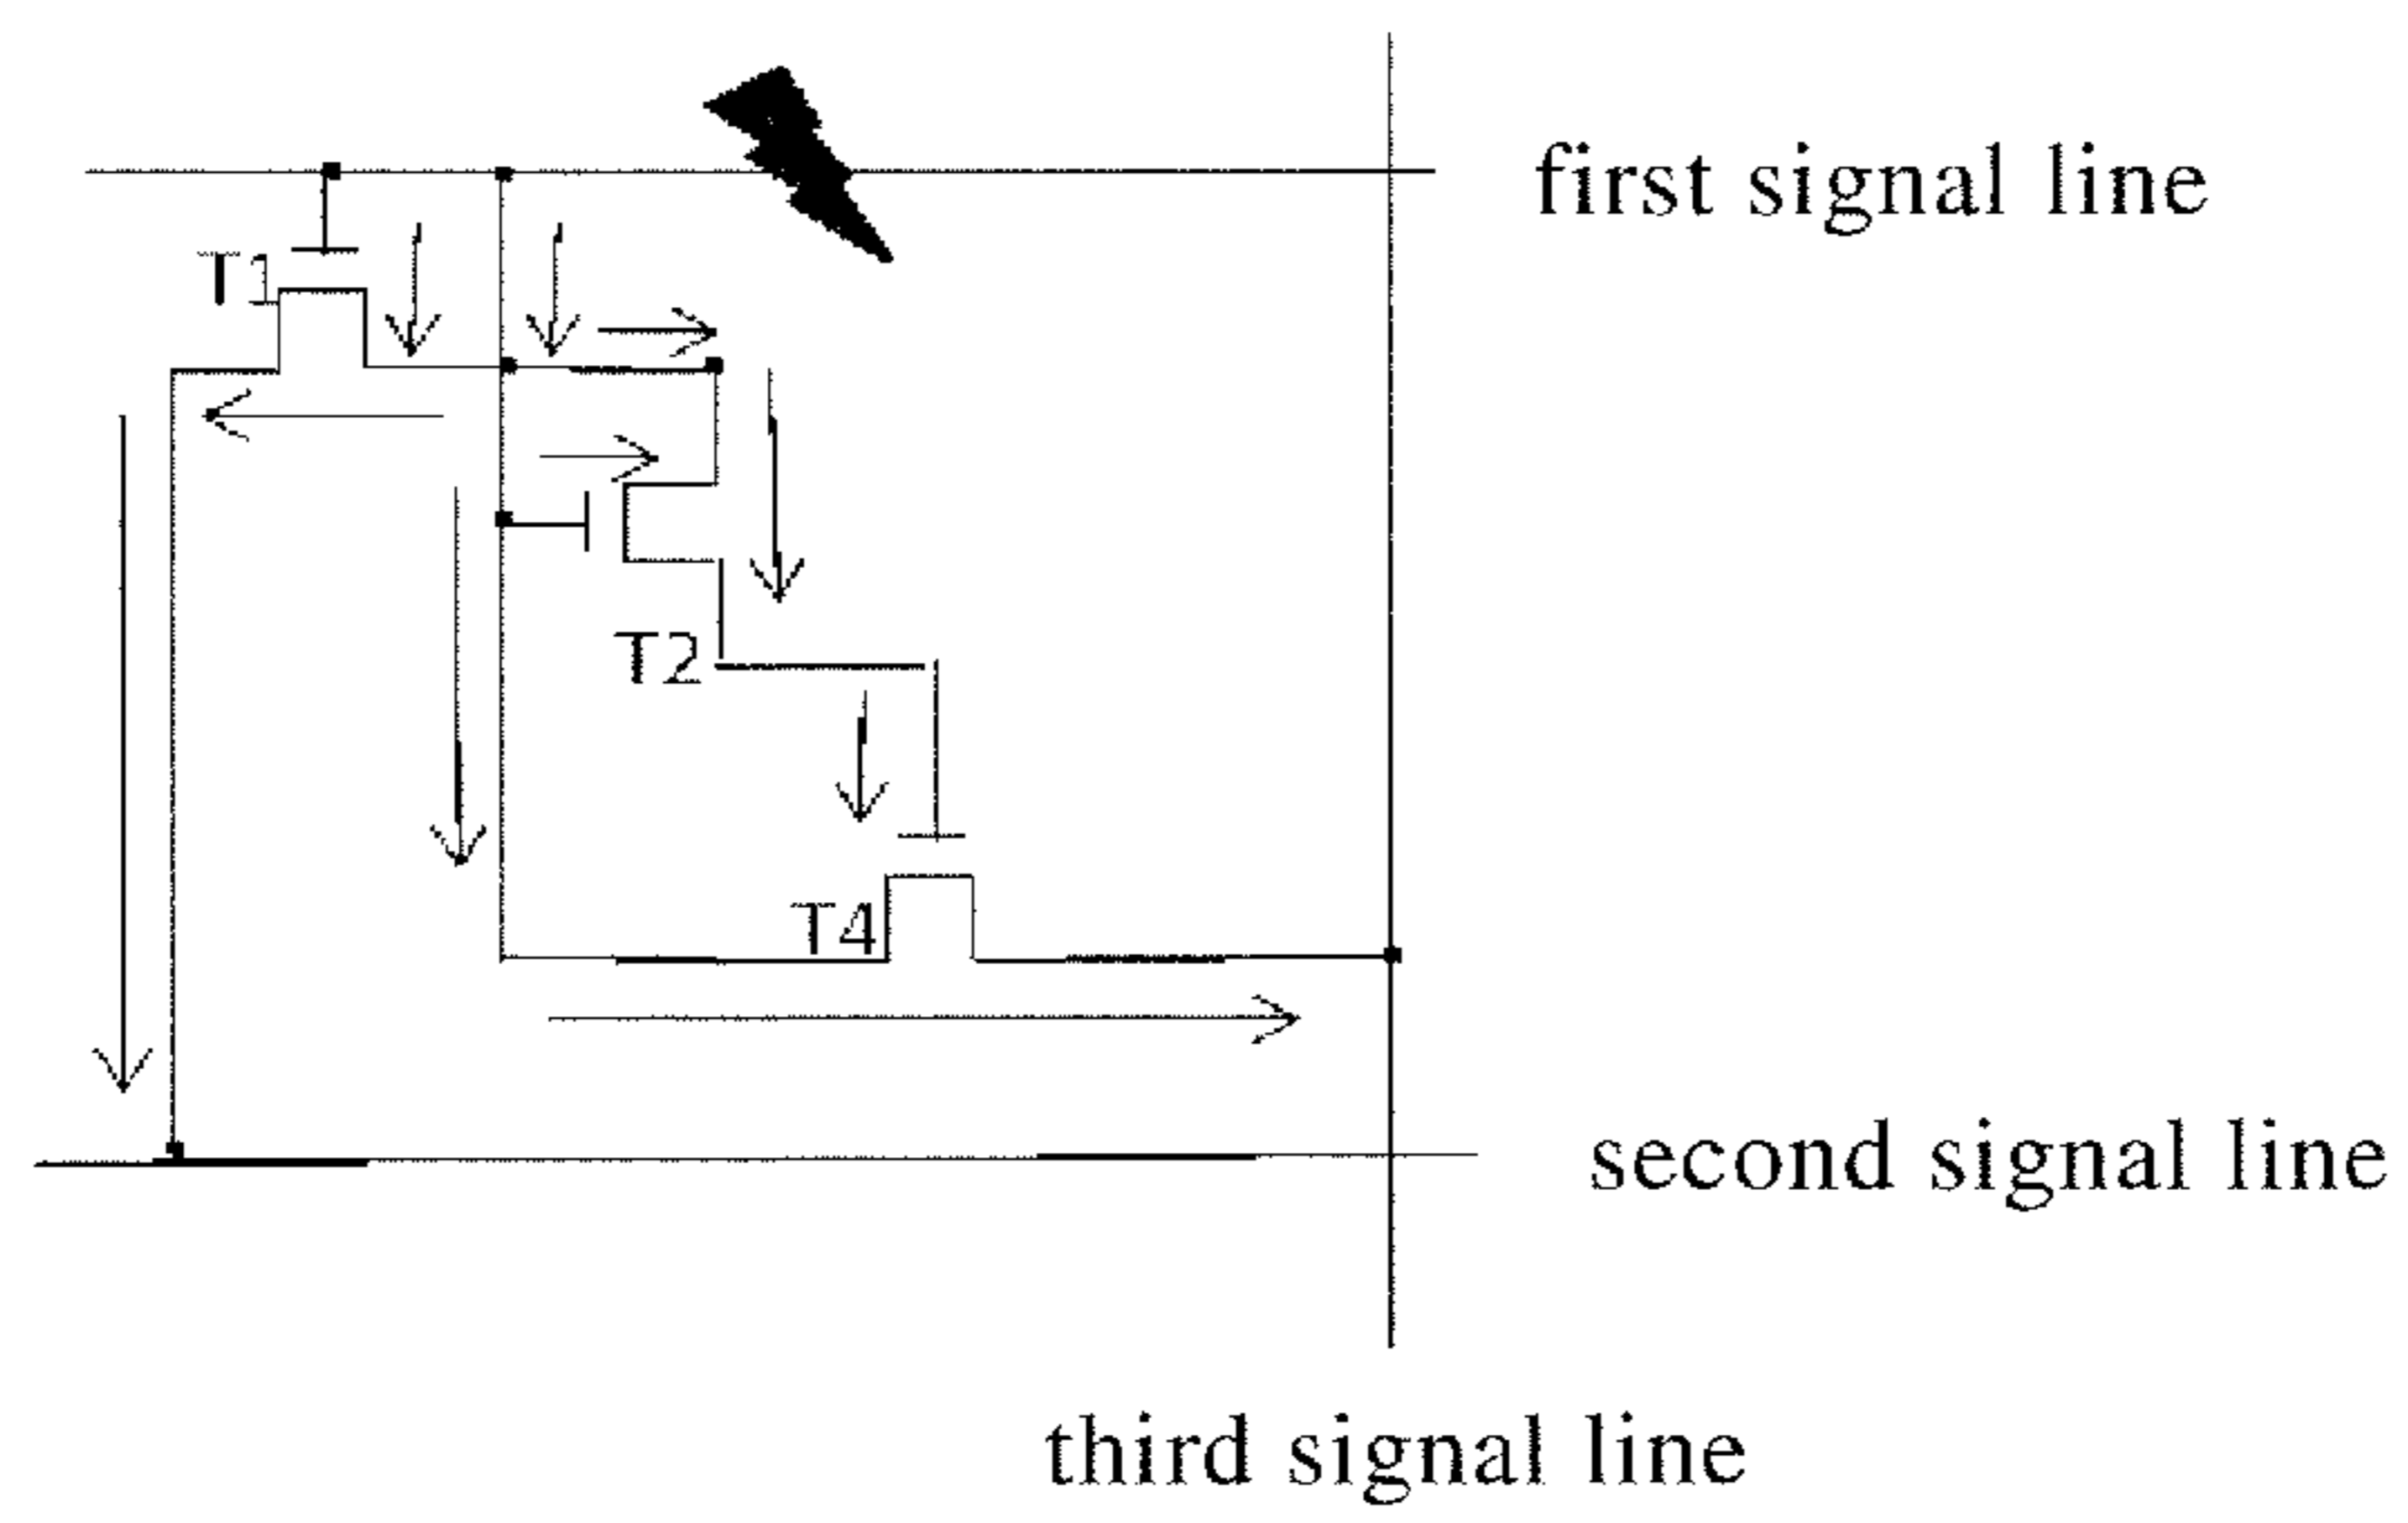 first signal line
T1
T2
T4
second signal line
third signal line